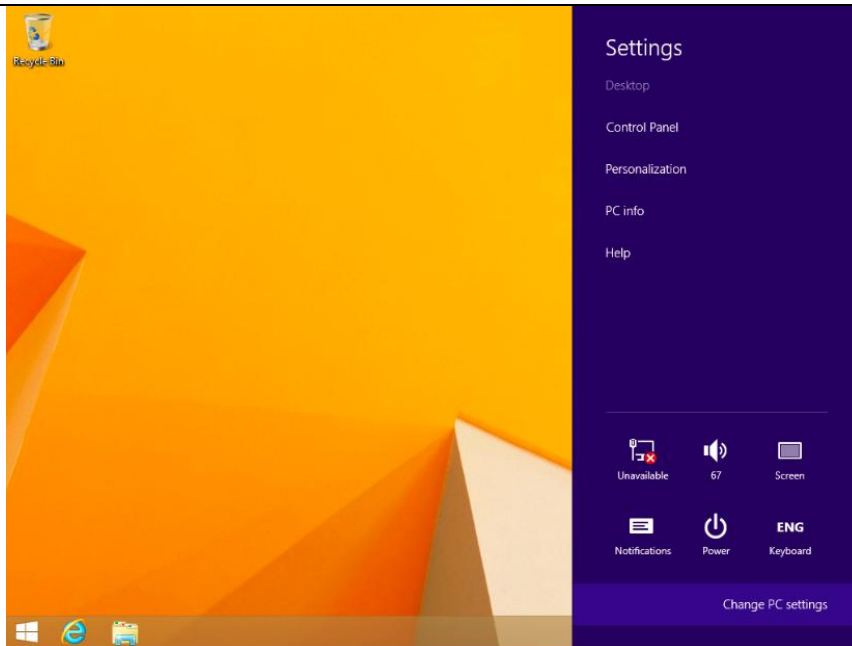 Recycle Bin
Settings
Desktop
Control Panel
Personalization
PC info
Help
Unavailable 67 Screen
ENG
Notifications Power Keyboard
Change PC settings